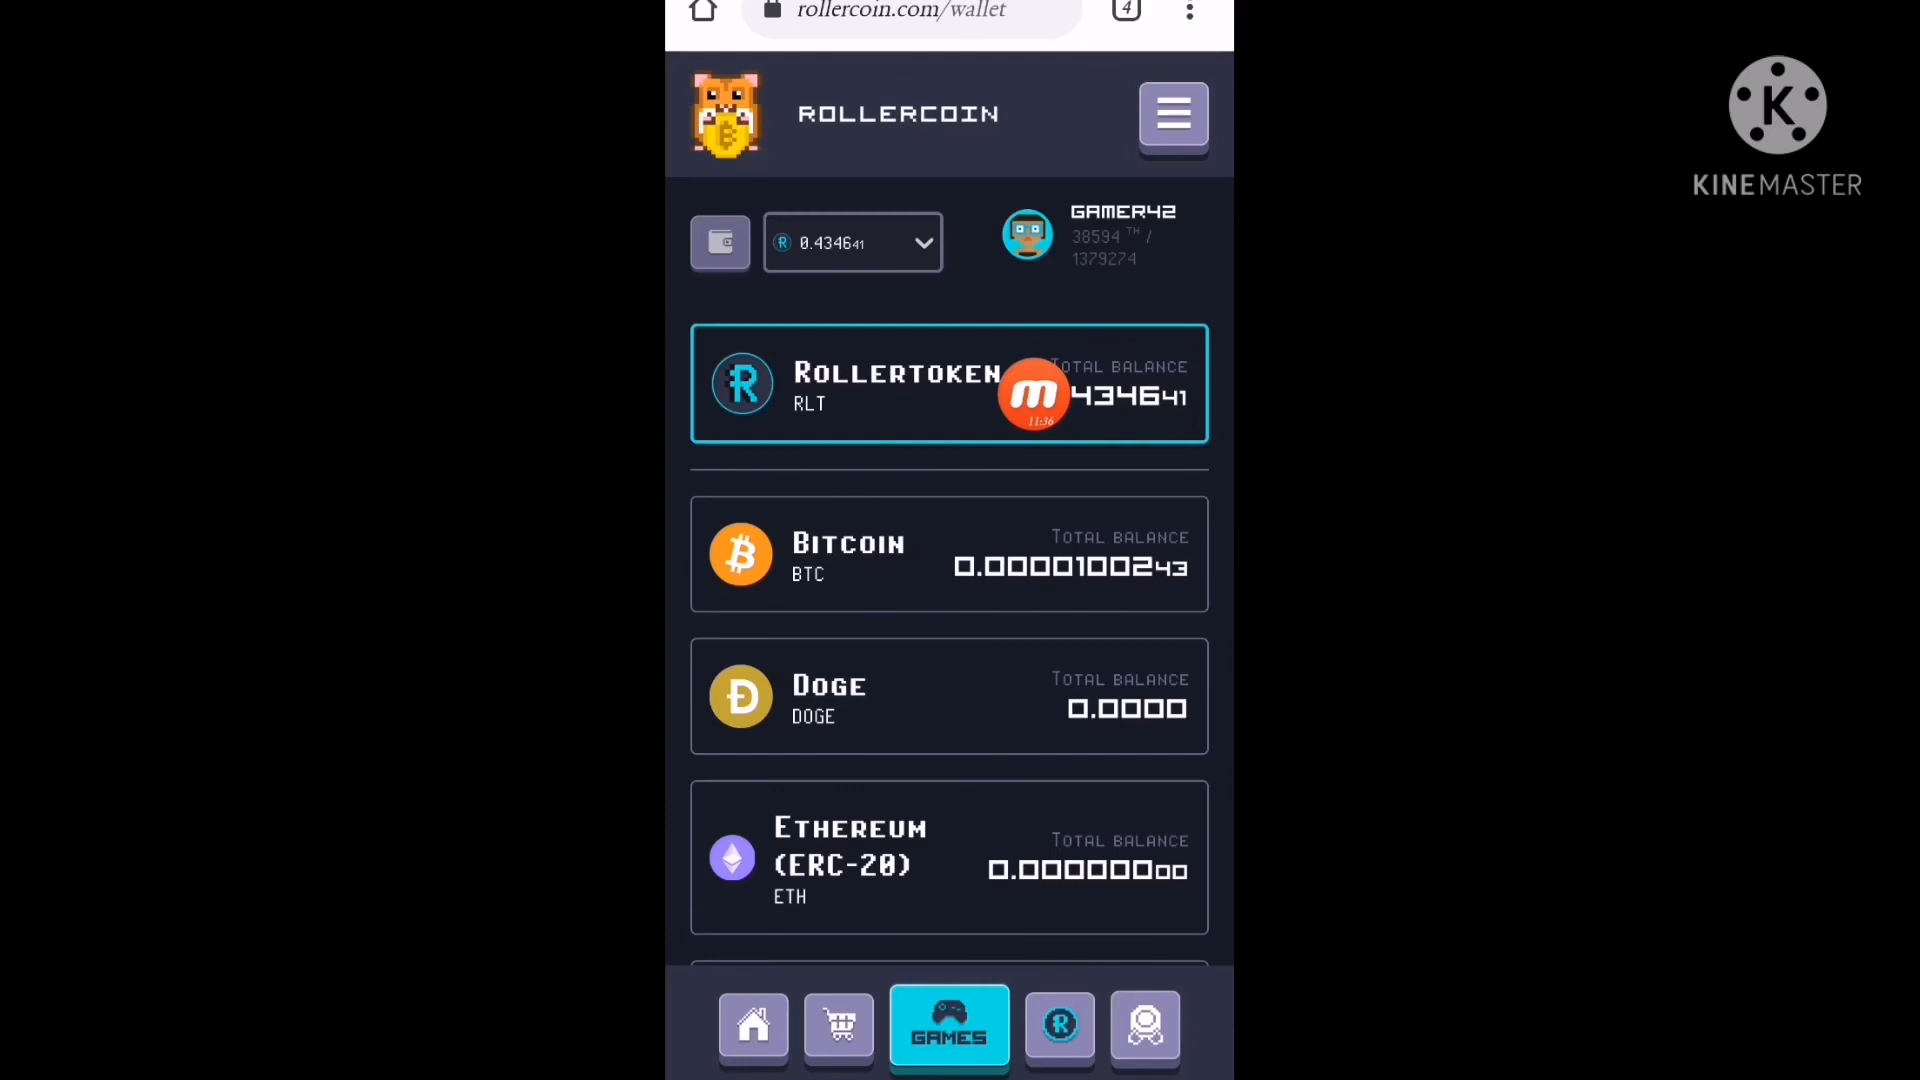 rollercoin.com/wallet
4
ROLLERCOIN
K
KINEMASTER
R 0.434641
GAMER42
38594 TH /
1379274
ROLLERTOKEN
RLT
TOTAL BALANCE
434641
m
11:36
BITCOIN
BTC
TOTAL BALANCE
0.0000100243
DOGE
DOGE
TOTAL BALANCE
0.0000
ETHEREUM
(ERC-20)
ETH
TOTAL BALANCE
0.00000000
GAMES
R